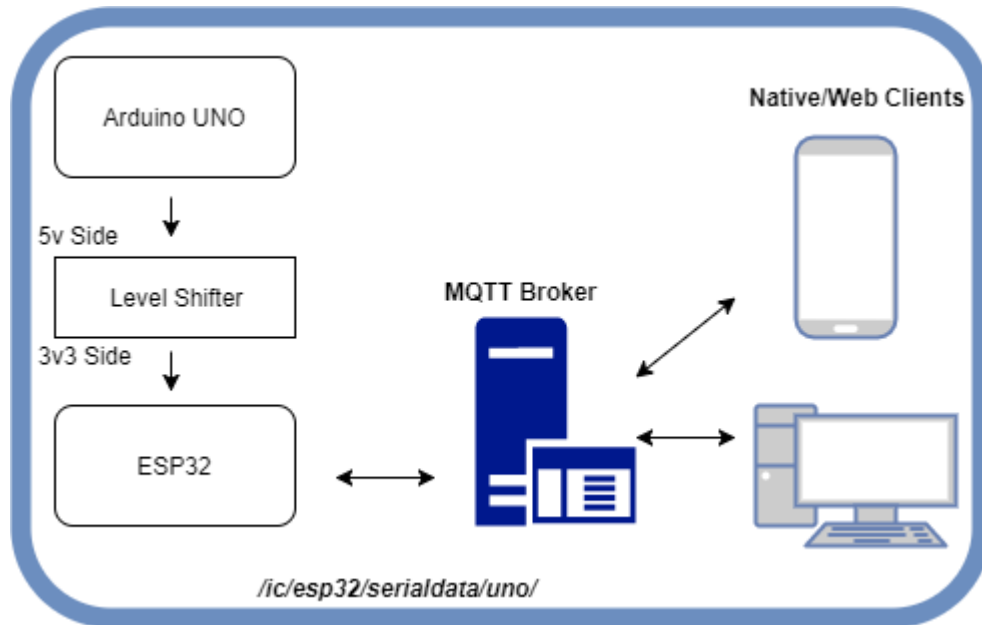 Arduino UNO
5v Side
Level Shifter
3v3 Side
ESP32
MQTT Broker
Native/Web Clients
/ic/esp32/serialdata/uno/